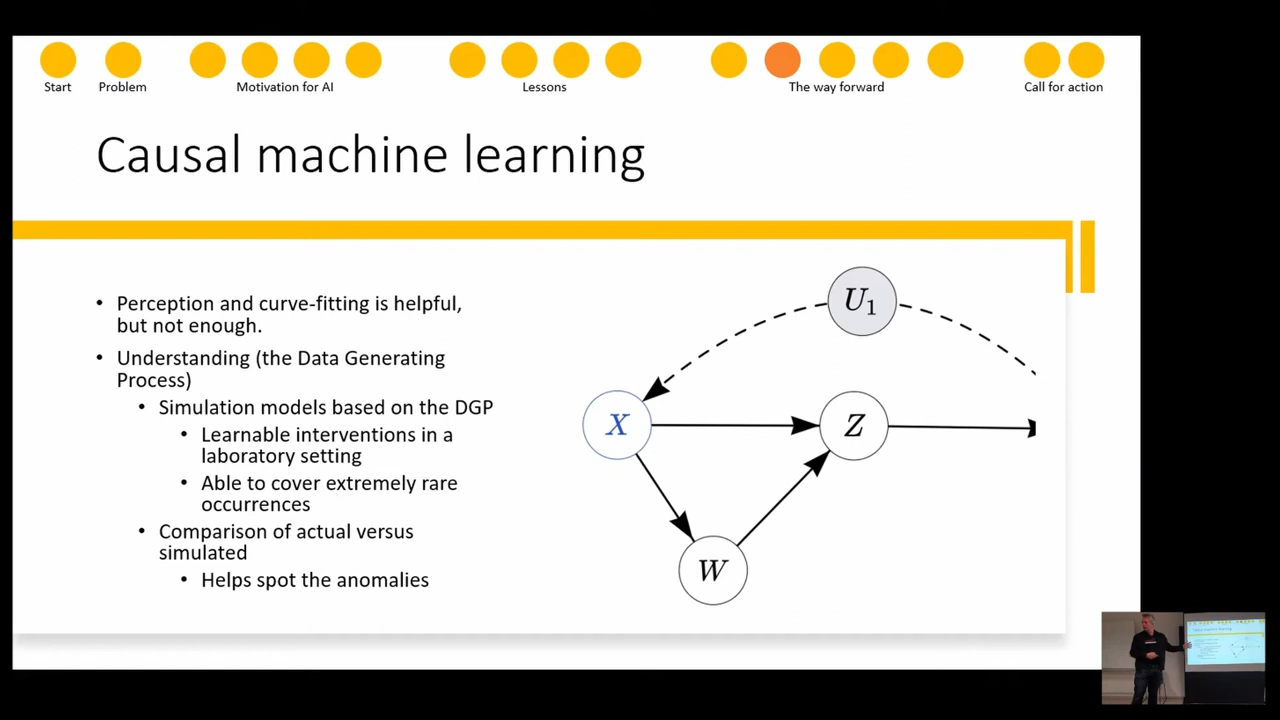 Start
Problem
Motivation for AI
Lessons
The way forward
Call for action
Causal machine learning
• Perception and curve-fitting is helpful,
but not enough.
• Understanding (the Data Generating
Process)
• Simulation models based on the DGP
• Learnable interventions in a
laboratory setting
• Able to cover extremely rare
occurrences
• Comparison of actual versus
simulated
• Helps spot the anomalies
U₁
X
Z
W